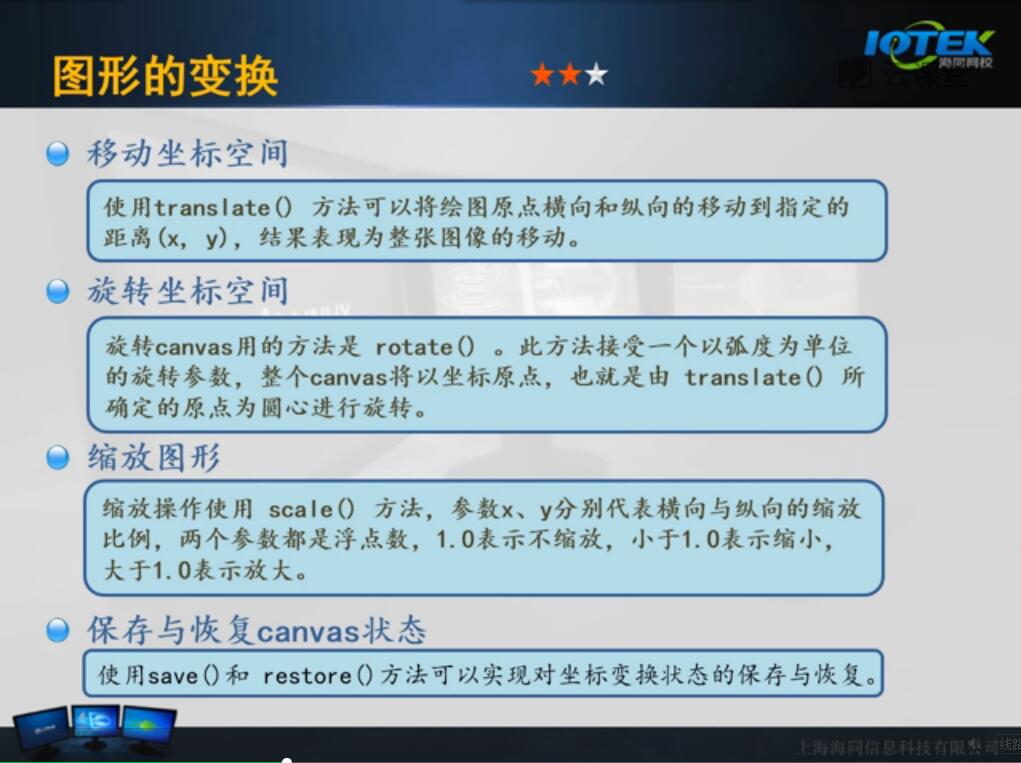 图形的变换
IOTEK
海同网校
云课堂
移动坐标空间
使用translate() 方法可以将绘图原点横向和纵向的移动到指定的
距离(x, y),结果表现为整张图像的移动。
旋转坐标空间
旋转canvas用的方法是 rotate() 。此方法接受一个以弧度为单位
的旋转参数,整个canvas将以坐标原点,也就是由 translate() 所
确定的原点为圆心进行旋转。
缩放图形
缩放操作使用 scale() 方法,参数x、y分别代表横向与纵向的缩放
比例,两个参数都是浮点数,1.0表示不缩放,小于1.0表示缩小,
大于1.0表示放大。
保存与恢复canvas状态
使用save()和 restore()方法可以实现对坐标变换状态的保存与恢复。
上海海同信息科技有限公司
线路